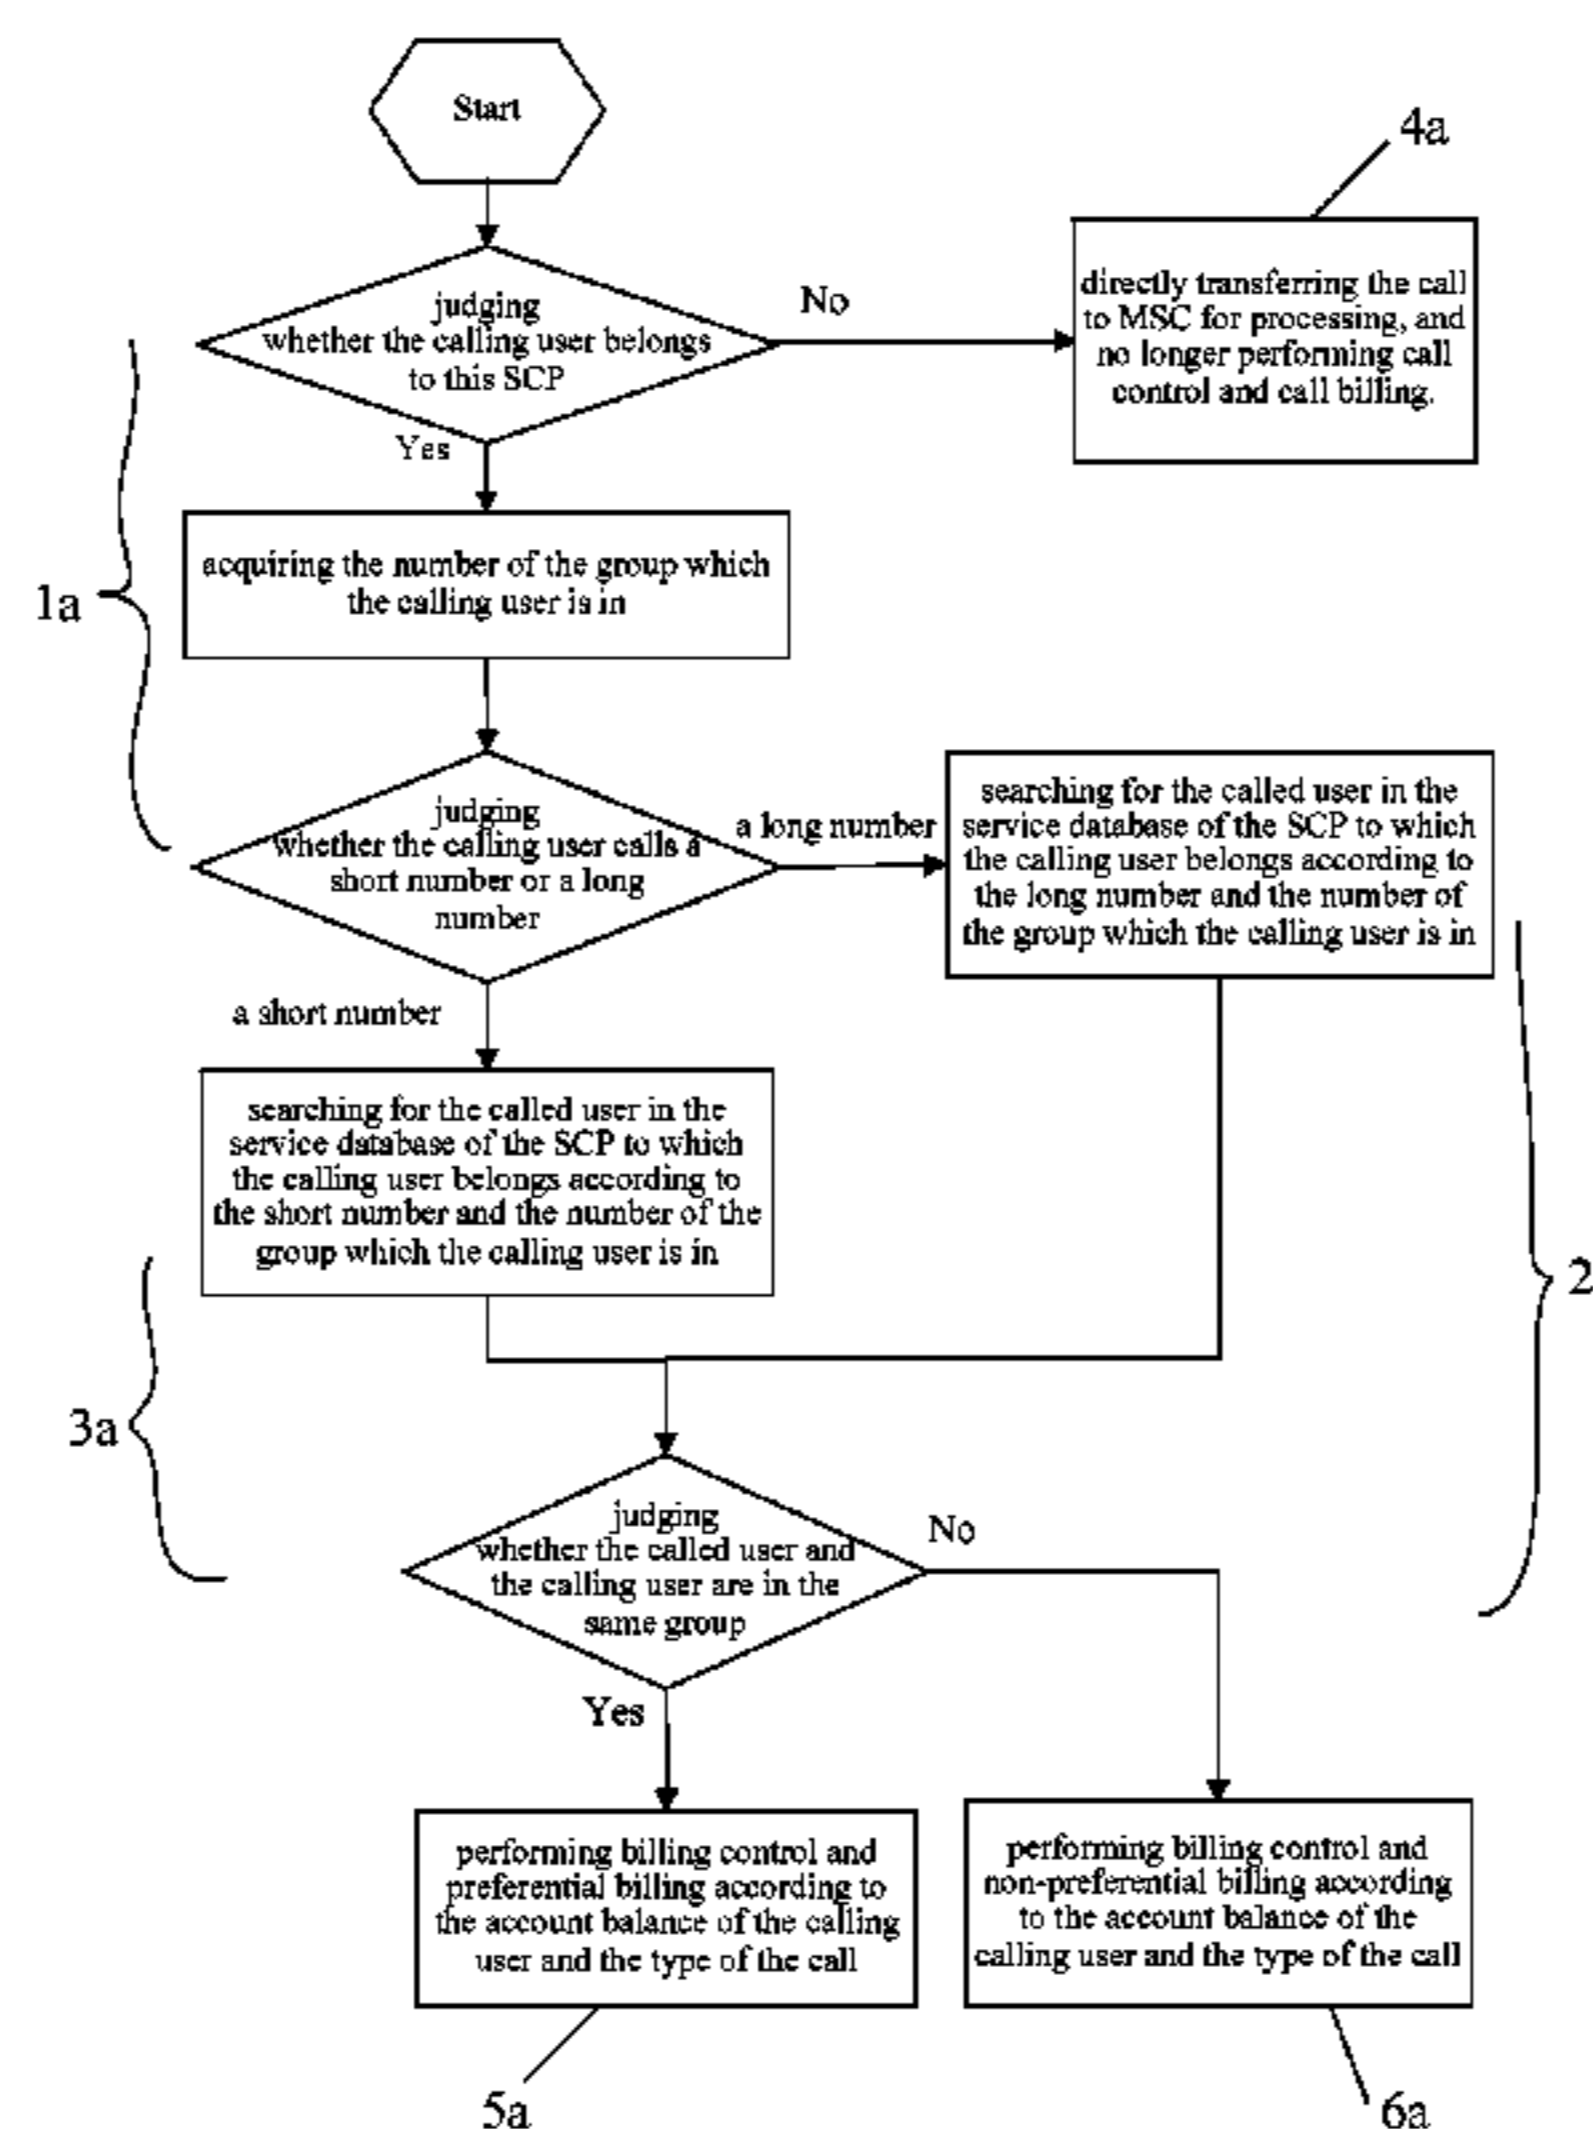 Start
4a
judging
whether the calling user belongs
to this SCP
No
directly transferring the call
to MSC for processing, and
no longer performing call
control and call billing.
Yes
acquiring the number of the group which
the calling user is in
1a
judging
whether the calling user calls a
short number or a long
number
a long number
searching for the called user in the
service database of the SCP to which
the calling user belongs according to
the long number and the number of
the group which the calling user is in
a short number
searching for the called user in the
service database of the SCP to which
the calling user belongs according to
the short number and the number of the
group which the calling user is in
2
3a
judging
whether the called user and
the calling user are in the
same group
No
Yes
performing billing control and
preferential billing according to
the account balance of the calling
user and the type of the call
performing billing control and
non-preferential billing according
to the account balance of the
calling user and the type of the call
5a
6a